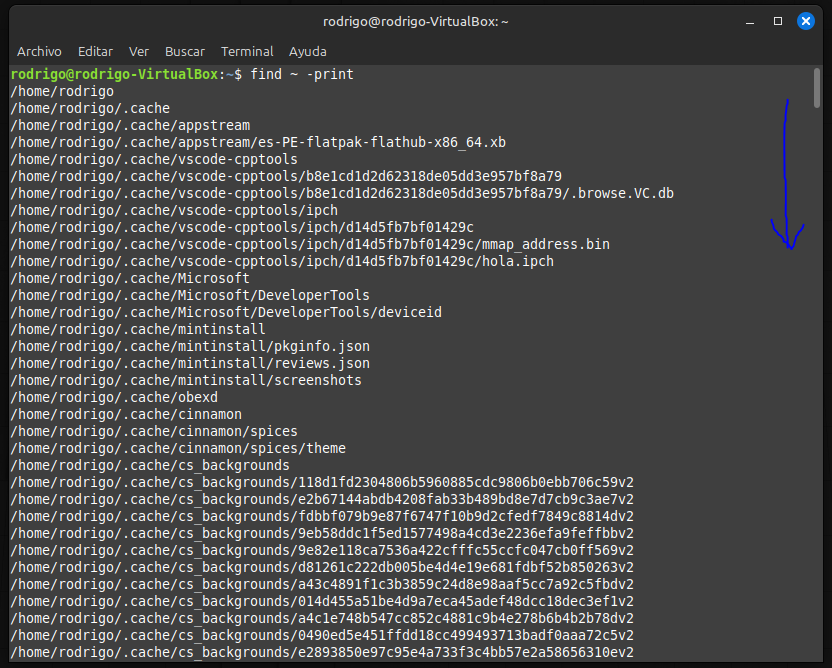 rodrigo@rodrigo-VirtualBox: ~
Archivo Editar Ver Buscar Terminal Ayuda
rodrigo@rodrigo-VirtualBox:~$ find ~ -print
/home/rodrigo
/home/rodrigo/.cache
/home/rodrigo/.cache/appstream
/home/rodrigo/.cache/appstream/es-PE-flatpak-flathub-x86_64.xb
/home/rodrigo/.cache/vscode-cpptools
/home/rodrigo/.cache/vscode-cpptools/b8e1cd1d2d62318de05dd3e957bf8a79
/home/rodrigo/.cache/vscode-cpptools/b8e1cd1d2d62318de05dd3e957bf8a79/.browse.VC.db
/home/rodrigo/.cache/vscode-cpptools/ipch
/home/rodrigo/.cache/vscode-cpptools/ipch/d14d5fb7bf01429c
/home/rodrigo/.cache/vscode-cpptools/ipch/d14d5fb7bf01429c/mmap_address.bin
/home/rodrigo/.cache/vscode-cpptools/ipch/d14d5fb7bf01429c/hola.ipch
/home/rodrigo/.cache/Microsoft
/home/rodrigo/.cache/Microsoft/DeveloperTools
/home/rodrigo/.cache/Microsoft/DeveloperTools/deviceid
/home/rodrigo/.cache/mintinstall
/home/rodrigo/.cache/mintinstall/pkginfo.json
/home/rodrigo/.cache/mintinstall/reviews.json
/home/rodrigo/.cache/mintinstall/screenshots
/home/rodrigo/.cache/obexd
/home/rodrigo/.cache/cinnamon
/home/rodrigo/.cache/cinnamon/spices
/home/rodrigo/.cache/cinnamon/spices/theme
/home/rodrigo/.cache/cs_backgrounds
/home/rodrigo/.cache/cs_backgrounds/118d1fd2304806b5960885cdc9806b0ebb706c59v2
/home/rodrigo/.cache/cs_backgrounds/e2b67144abdb4208fab33b489bd8e7d7cb9c3ae7v2
/home/rodrigo/.cache/cs_backgrounds/fdbbf079b9e87f6747f10b9d2cfedf7849c8814dv2
/home/rodrigo/.cache/cs_backgrounds/9eb58ddc1f5ed1577498a4cd3e2236efa9feffbbv2
/home/rodrigo/.cache/cs_backgrounds/9e82e118ca7536a422cfffc55ccfc047cb0ff569v2
/home/rodrigo/.cache/cs_backgrounds/d81261c222db005be4d4e19e681fdbf52b850263v2
/home/rodrigo/.cache/cs_backgrounds/a43c4891f1c3b3859c24d8e98aaf5cc7a92c5fbdv2
/home/rodrigo/.cache/cs_backgrounds/014d455a51be4d9a7eca45adef48dcc18dec3ef1v2
/home/rodrigo/.cache/cs_backgrounds/a4c1e748b547cc852c4881c9b4e278b6b4b2b78dv2
/home/rodrigo/.cache/cs_backgrounds/0490ed5e451ffdd18cc499493713badf0aaa72c5v2
/home/rodrigo/.cache/cs_backgrounds/e2893850e97c95e4a733f3c4bb57e2a58656310ev2